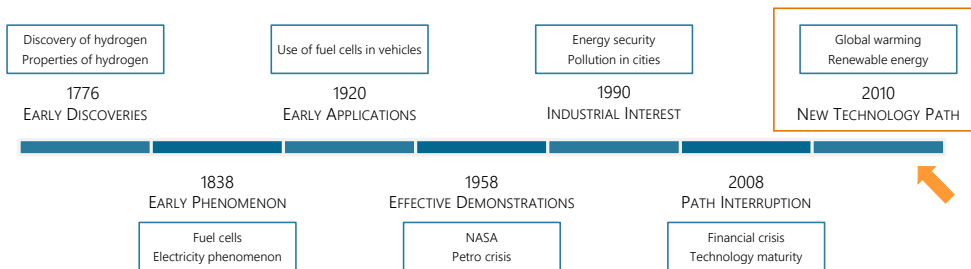 Discovery of hydrogen
Properties of hydrogen
1776
EARLY DISCOVERIES
Use of fuel cells in vehicles
1920
EARLY APPLICATIONS
Energy security
Pollution in cities
1990
INDUSTRIAL INTEREST
Global warming
Renewable energy
2010
NEW TECHNOLOGY PATH
1838
EARLY PHENOMENON
Fuel cells
Electricity phenomenon
1958
EFFECTIVE DEMONSTRATIONS
NASA
Petro crisis
2008
PATH INTERRUPTION
Financial crisis
Technology maturity